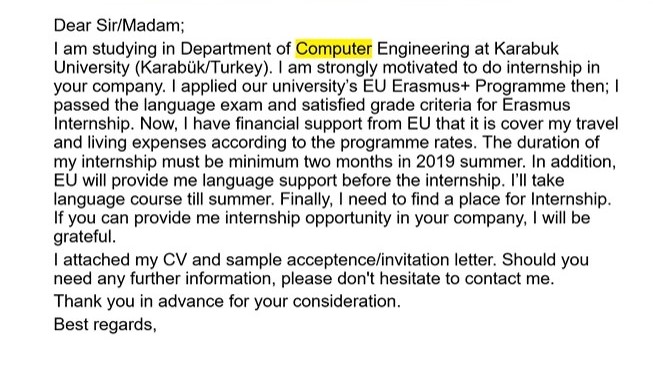 Dear Sir/Madam;
I am studying in Department of Computer Engineering at Karabuk
University (Karabük/Turkey). I am strongly motivated to do internship in
your company. I applied our university's EU Erasmus+ Programme then; I
passed the language exam and satisfied grade criteria for Erasmus
Internship. Now, I have financial support from EU that it is cover my travel
and living expenses according to the programme rates. The duration of
my internship must be minimum two months in 2019 summer. In addition,
EU will provide me language support before the internship. I'll take
language course till summer. Finally, I need to find a place for Internship.
If you can provide me internship opportunity in your company, I will be
grateful.
I attached my CV and sample acceptence/invitation letter. Should you
need any further information, please don't hesitate to contact me.
Thank you in advance for your consideration.
Best regards,